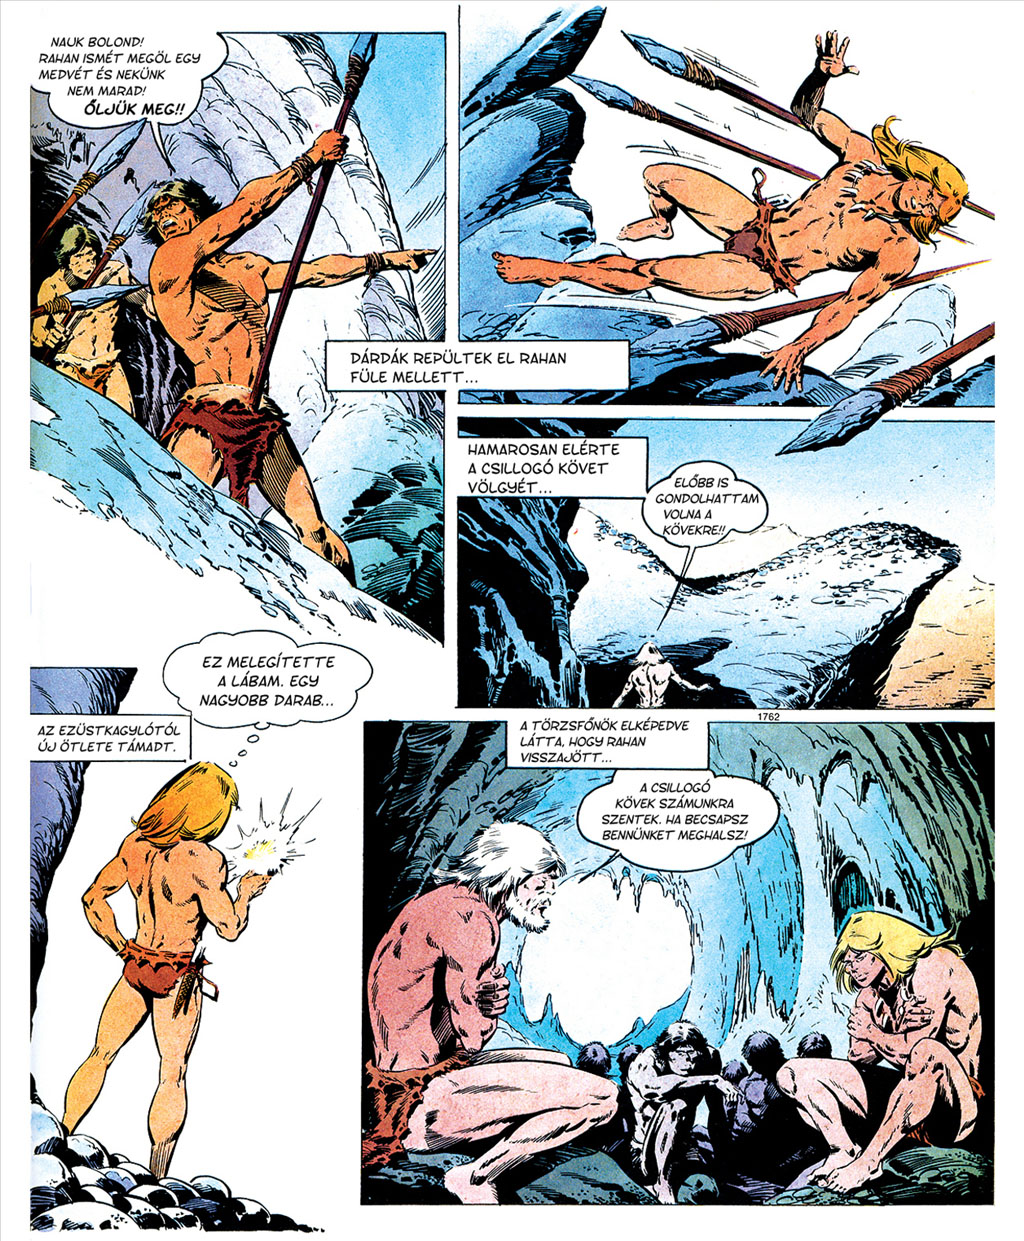 NAUK BOLOND!
RAHAN ISMÉT MEGÖL EGY
MEDVÉT ÉS NEKÜNK
NEM MARAD!
ÖLJÜK MEG!!
DÁRDÁK REPÜLTEK EL RAHAN
FÜLE MELLETT...
HAMAROSAN ELÉRTE
A CSILLOGÓ KÖVET
VÖLGYÉT...
ELŐBB IS
GONDOLHATTAM
VOLNA A
KÖVEKRE!!
EZ MELEGÍTETTE
A LÁBAM. EGY
NAGYOBB DARAB...
AZ EZÜSTKAGYLÓTÓL
ÚJ ÖTLETE TÁMADT.
1762
A TÖRZSFŐNÖK ELKÉPEDVE
LÁTTA, HOGY RAHAN
VISSZAJÖTT...
A CSILLOGÓ
KÖVEK SZÁMUNKRA
SZENTEK. HA BECSAPSZ
BENNÜNKET MEGHALSZ!